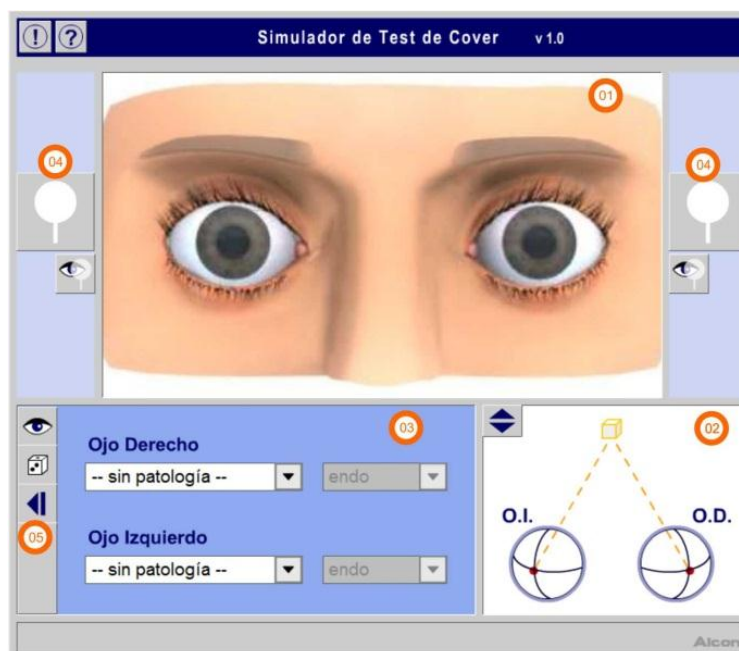 ! ? Simulador de Test de Cover v 1.0
01
04
04
Ojo Derecho
03
02
-- sin patología -- endo
O.I. O.D.
05
Ojo Izquierdo
-- sin patología -- endo